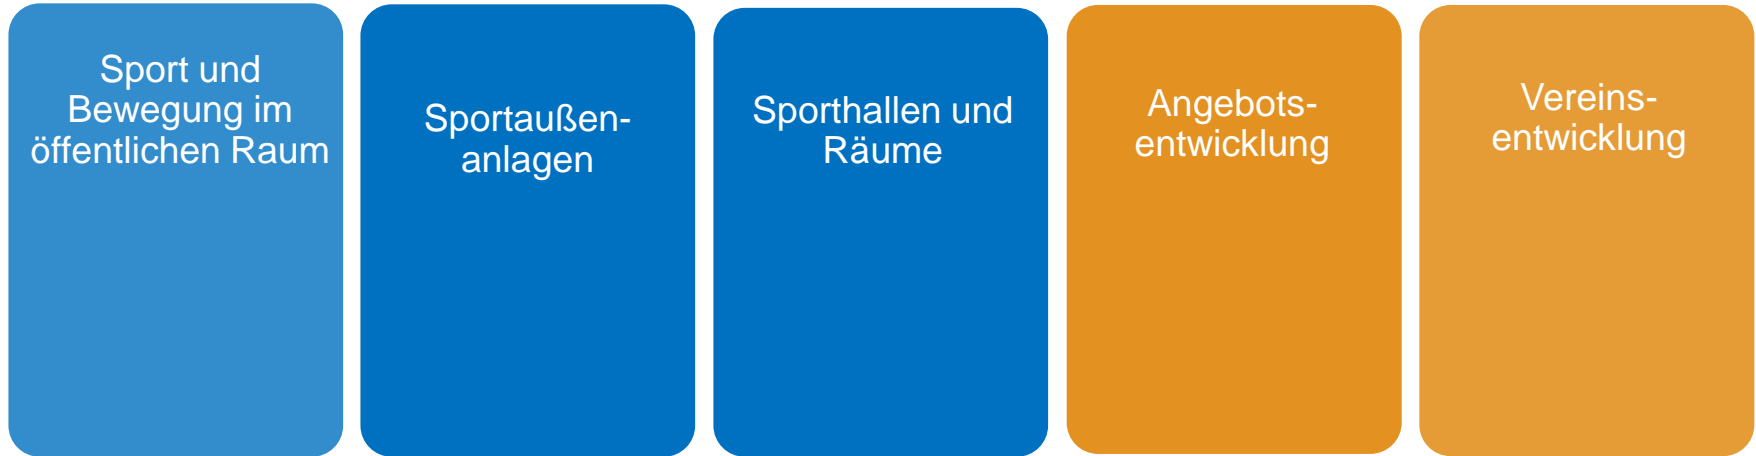 Sport und
Bewegung im
öffentlichen Raum
Sportaußen-
anlagen
Sporthallen und
Räume
Angebots-
entwicklung
Vereins-
entwicklung